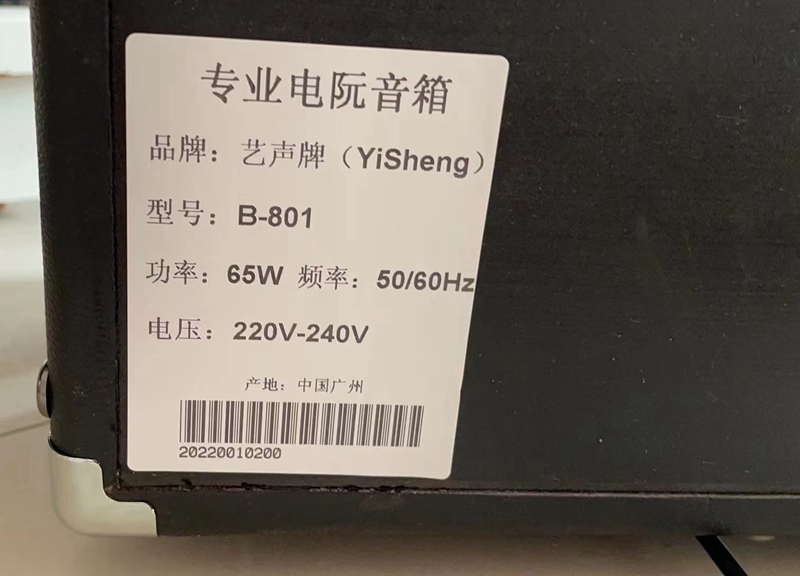 专业电阮音箱
品牌：艺声牌（YiSheng）
型号：B-801
功率：65W 频率：50/60Hz
电压：220V-240V
产地：中国广州
20220010200